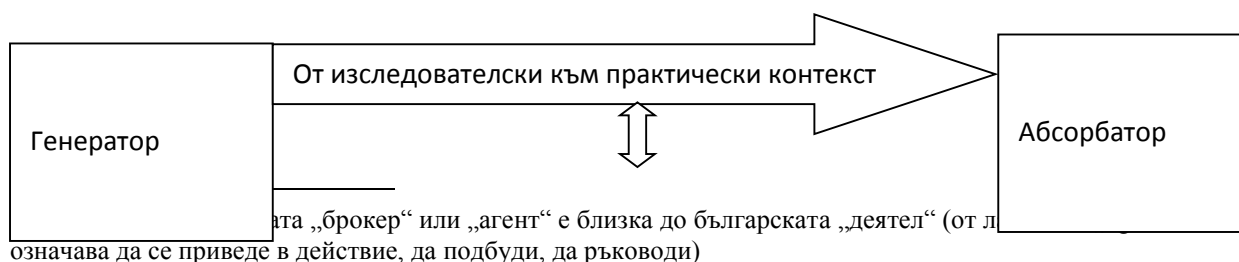 От изследователски към практически контекст
Генератор
Абсорбатор
ата „брокер“ или „агент“ е близка до българската „деятел“ (от л
означава да се приведе в действие, да подбуди, да ръководи)